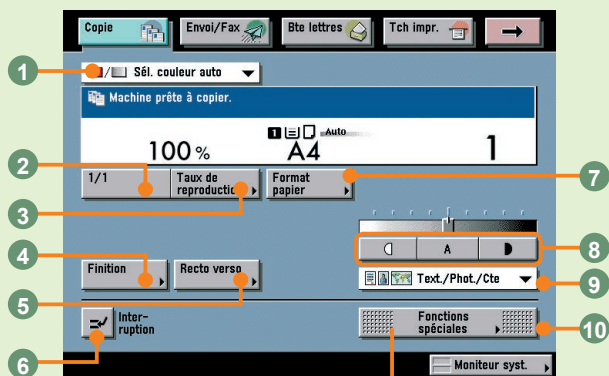 Copie
Envoi/Fax
Bte lettres
Tch impr.
1
Sél. couleur auto
Machine prête à copier.
100 %
1
Auto
A4
1
2
1/1
Taux de
reproduction
Format
papier
7
3
8
A
4
Finition
Recto verso
Text./Phot./Cte
9
5
Inter-
ruption
Fonctions
spéciales
10
6
Moniteur syst.